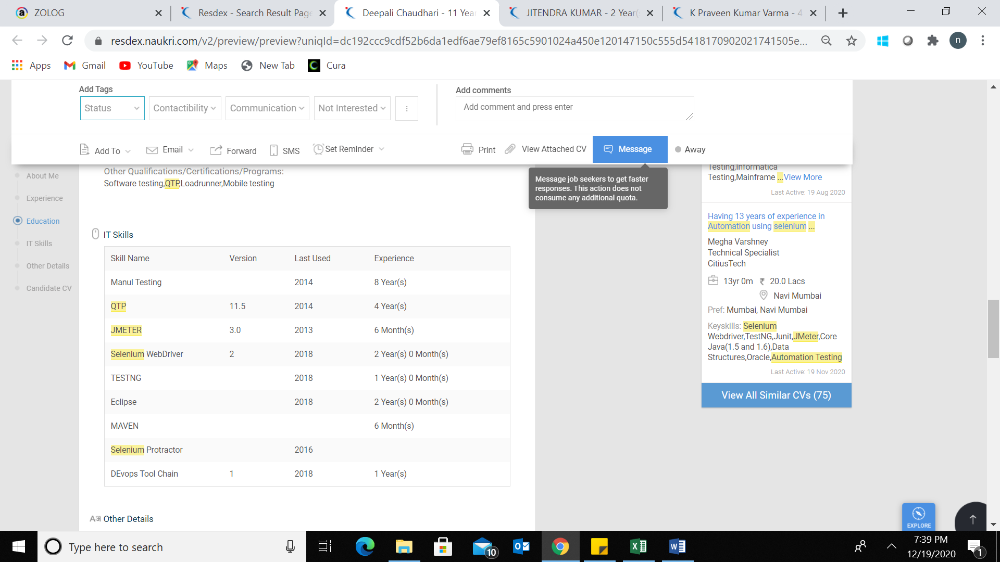 ZOLOG
Resdex - Search Result Page
Deepali Chaudhari - 11 Year
JITENDRA KUMAR - 2 Year(
K Praveen Kumar Varma - 4
resdex.naukri.com/v2/preview/preview?uniqId=dc192ccc9cdf52b6da1edf6ae79ef8165c5901024a450e120147150c555d5418170902021741505e...
n
Apps
Gmail
YouTube
Maps
New Tab
Cura
Add Tags
Status
Contactibility
Communication
Not Interested
Add comments
Add comment and press enter
Add To
Email
Forward
SMS
Set Reminder
Print
View Attached CV
Message
Away
Message job seekers to get faster
responses. This action does not
consume any additional quota.
About Me
Experience
Education
IT Skills
Other Details
Candidate CV
Other Qualifications/Certifications/Programs:
Software testing,QTP,Loadrunner,Mobile testing
IT Skills
Skill Name Version Last Used Experience
Manul Testing 2014 8 Year(s)
QTP 11.5 2014 4 Year(s)
JMETER 3.0 2013 6 Month(s)
Selenium WebDriver 2 2018 2 Year(s) 0 Month(s)
TESTNG 2018 1 Year(s) 0 Month(s)
Eclipse 2018 2 Year(s) 0 Month(s)
MAVEN 6 Month(s)
Selenium Protractor 2016
DEvops Tool Chain 1 2018 1 Year(s)
Other Details
Testing,Informatica
Testing,Mainframe ...View More
Last Active: 19 Aug 2020
Having 13 years of experience in
Automation using selenium ...
Megha Varshney
Technical Specialist
CitiusTech
13yr 0m ₹ 20.0 Lacs
Navi Mumbai
Pref: Mumbai, Navi Mumbai
Keyskills: Selenium
Webdriver,TestNG,Junit,JMeter,Core
Java(1.5 and 1.6),Data
Structures,Oracle,Automation Testing
Last Active: 19 Nov 2020
View All Similar CVs (75)
EXPLORE
Type here to search
10
7:39 PM
12/19/2020
1